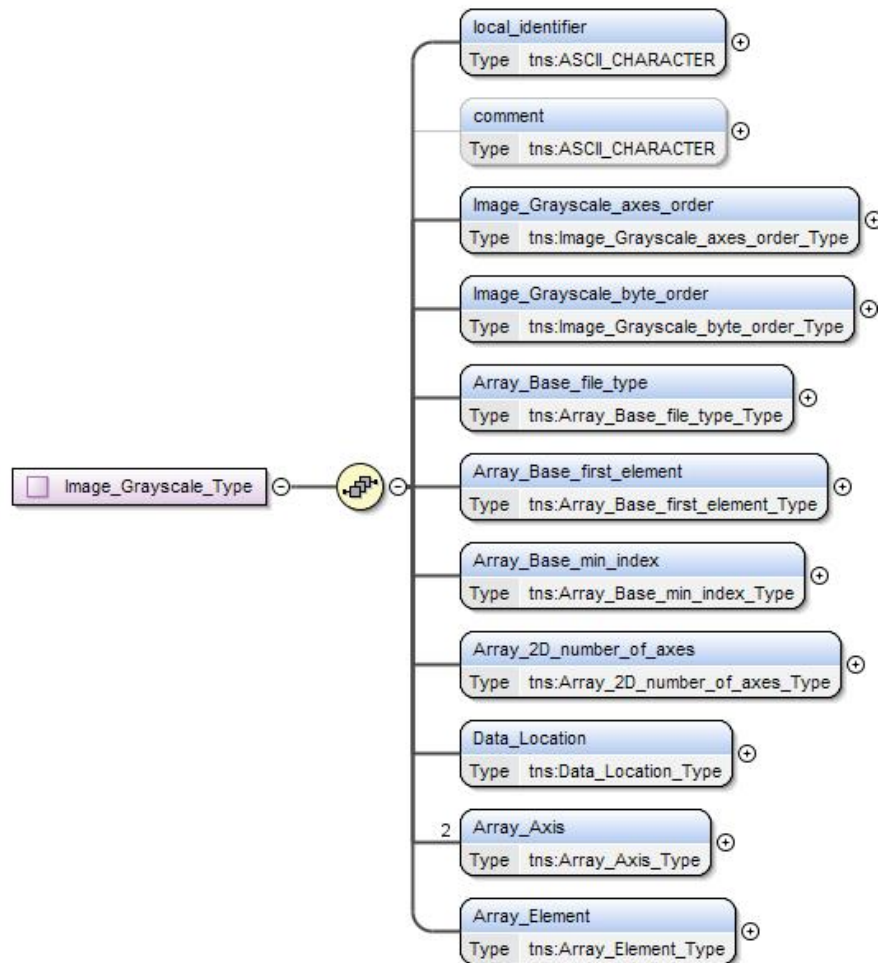 local_identifier
Type tns:ASCII_CHARACTER
comment
Type tns:ASCII_CHARACTER
Image_Grayscale_axes_order
Type tns:Image_Grayscale_axes_order_Type
Image_Grayscale_byte_order
Type tns:Image_Grayscale_byte_order_Type
Array_Base_file_type
Type tns:Array_Base_file_type_Type
Image_Grayscale_Type
Array_Base_first_element
Type tns:Array_Base_first_element_Type
Array_Base_min_index
Type tns:Array_Base_min_index_Type
Array_2D_number_of_axes
Type tns:Array_2D_number_of_axes_Type
Data_Location
Type tns:Data_Location_Type
2 Array_Axis
Type tns:Array_Axis_Type
Array_Element
Type tns:Array_Element_Type